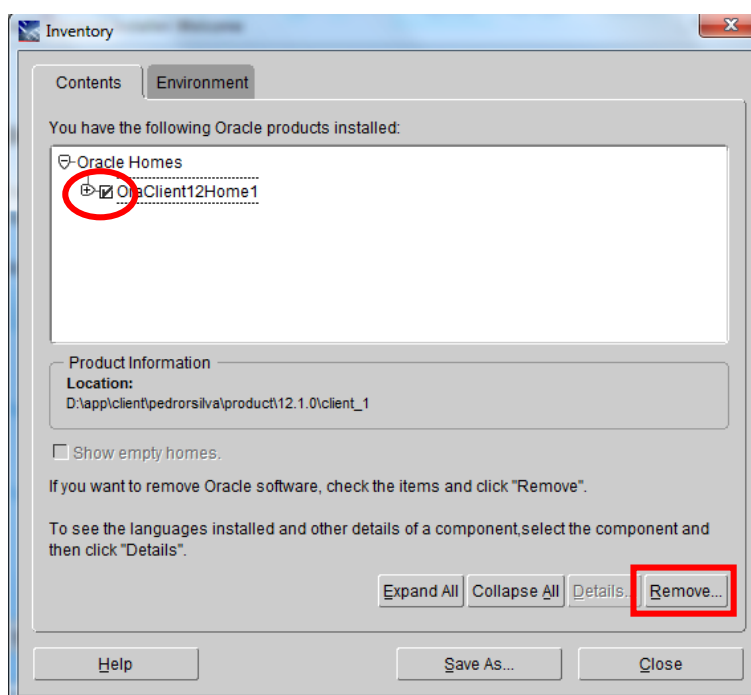 Inventory
Contents
Environment
You have the following Oracle products installed:
Oracle Homes
OraClient12Home1
Product Information
Location:
D:\app\client\pedrorsilva\product\12.1.0\client_1
Show empty homes.
If you want to remove Oracle software, check the items and click "Remove".
To see the languages installed and other details of a component,select the component and
then click "Details".
Expand All
Collapse All
Details...
Remove...
Help
Save As...
Close